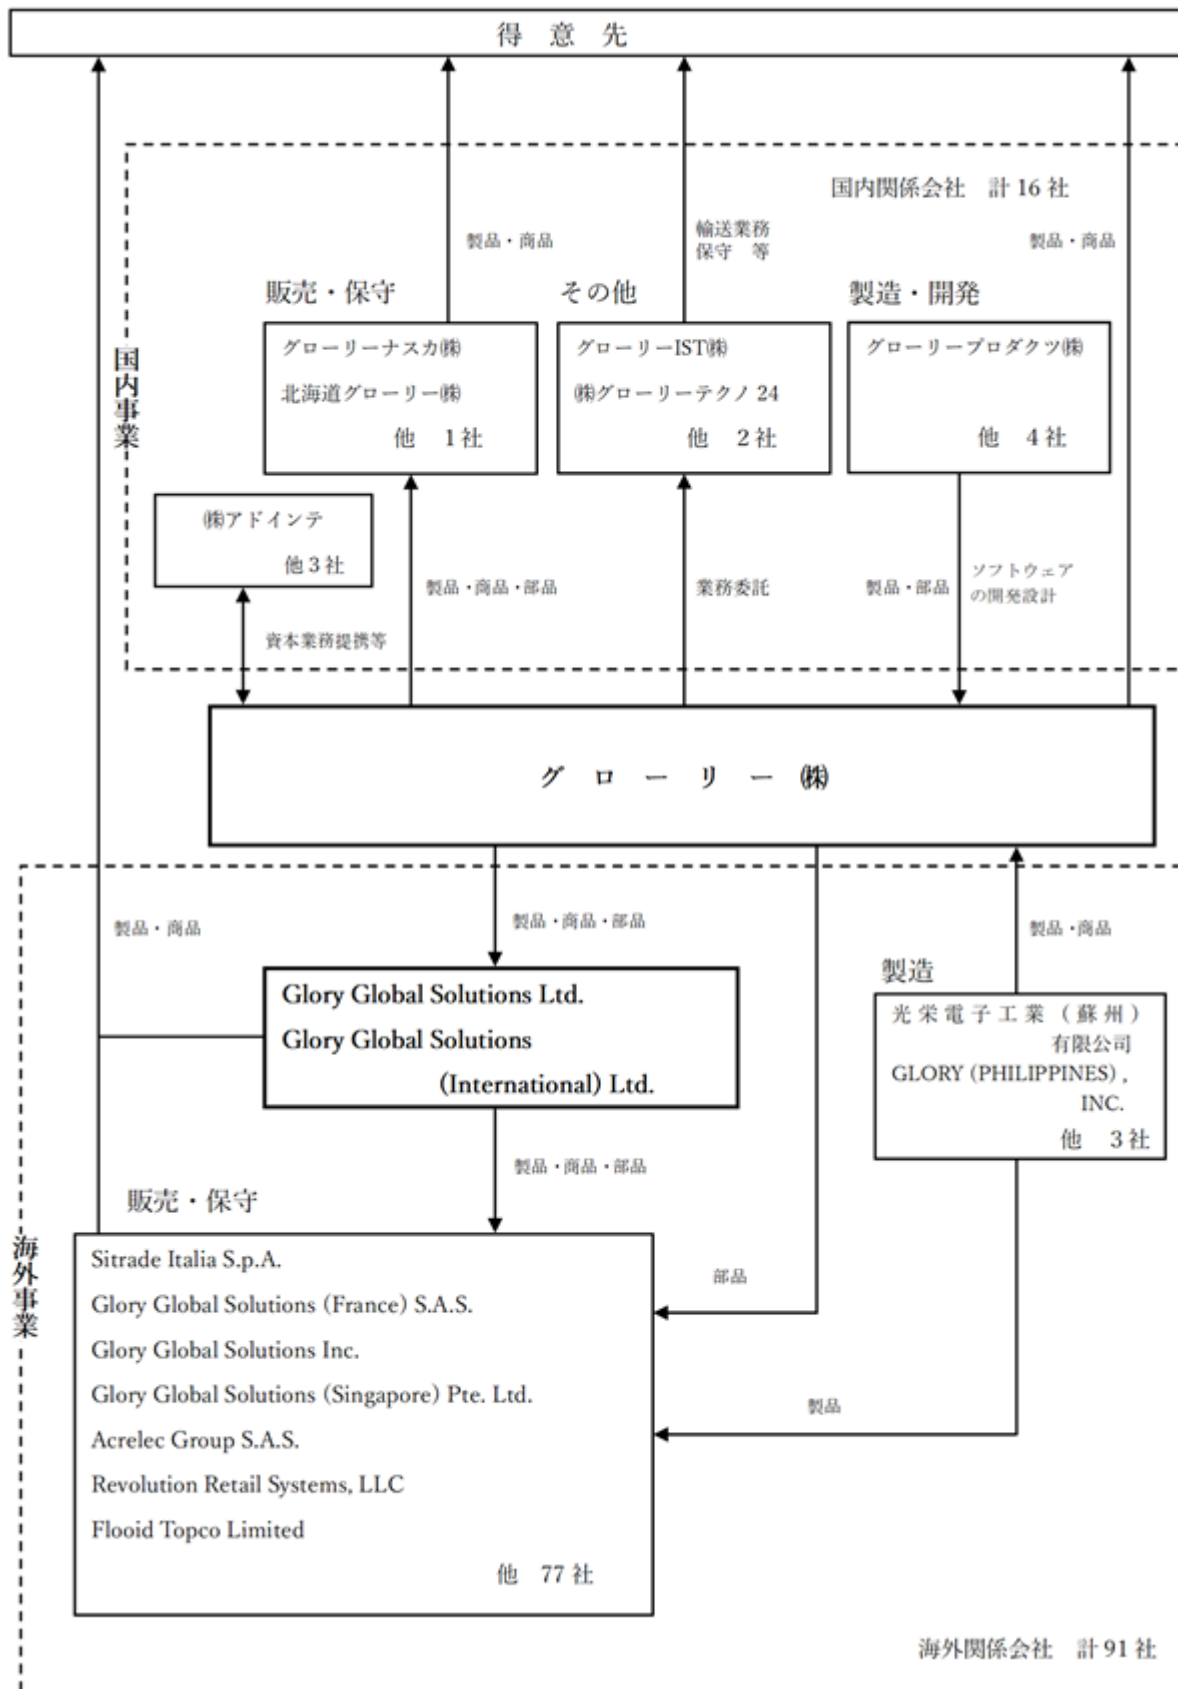 得 意 先
国内関係会社 計 16 社
製品・商品
輸送業務
保守 等
製品・商品
販売・保守
その他
製造・開発
国内事業
グローリーナスカ㈱
北海道グローリー㈱
他 1 社
グローリーIST㈱
㈱グローリーテクノ 24
他 2 社
グローリープロダクツ㈱
他 4 社
㈱アドインテ
他 3 社
製品・商品・部品
業務委託
製品・部品
ソフトウェア
の開発設計
資本業務提携等
グ ロ ー リ ー ㈱
製品・商品
製品・商品・部品
製品・商品
製造
Glory Global Solutions Ltd.
Glory Global Solutions
(International) Ltd.
光 栄 電 子 工 業 ( 蘇 州 )
有限公司
GLORY (PHILIPPINES) ,
INC.
他 3 社
製品・商品・部品
販売・保守
海外事業
Sitrade Italia S.p.A.
Glory Global Solutions (France) S.A.S.
Glory Global Solutions Inc.
Glory Global Solutions (Singapore) Pte. Ltd.
Acrelec Group S.A.S.
Revolution Retail Systems, LLC
Flooid Topco Limited
他 77 社
部品
製品
海外関係会社 計 91 社